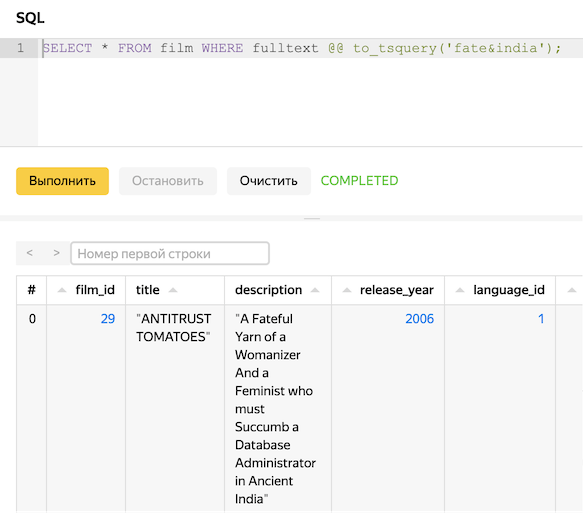 SQL
1 SELECT * FROM film WHERE fulltext @@ to_tsquery('fate&india');
Выполнить Остановить Очистить COMPLETED
< > Номер первой строки
# film_id title description release_year language_id
0 29 "ANTITRUST "A Fateful 2006 1
TOMATOES" Yarn of a
Womanizer
And a
Feminist who
must
Succumb a
Database
Administrator
in Ancient
India"